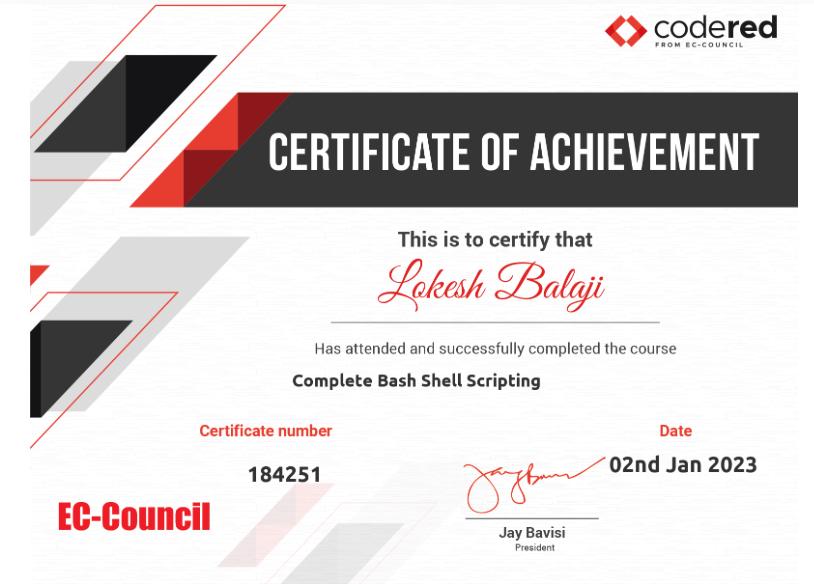 codered
FROM EC-COUNCIL
CERTIFICATE OF ACHIEVEMENT
This is to certify that
Lokesh Balaji
Has attended and successfully completed the course
Complete Bash Shell Scripting
Certificate number
184251
Date
02nd Jan 2023
EC-Council
Jay Bavisi
President